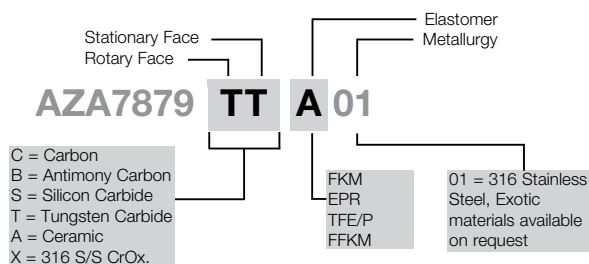 Elastomer
Stationary Face
Metallurgy
Rotary Face
AZA7879 TT A 01
C = Carbon
B = Antimony Carbon
S = Silicon Carbide
T = Tungsten Carbide
A = Ceramic
X = 316 S/S CrOx.
FKM
EPR
TFE/P
FFKM
01 = 316 Stainless
Steel, Exotic
materials available
on request